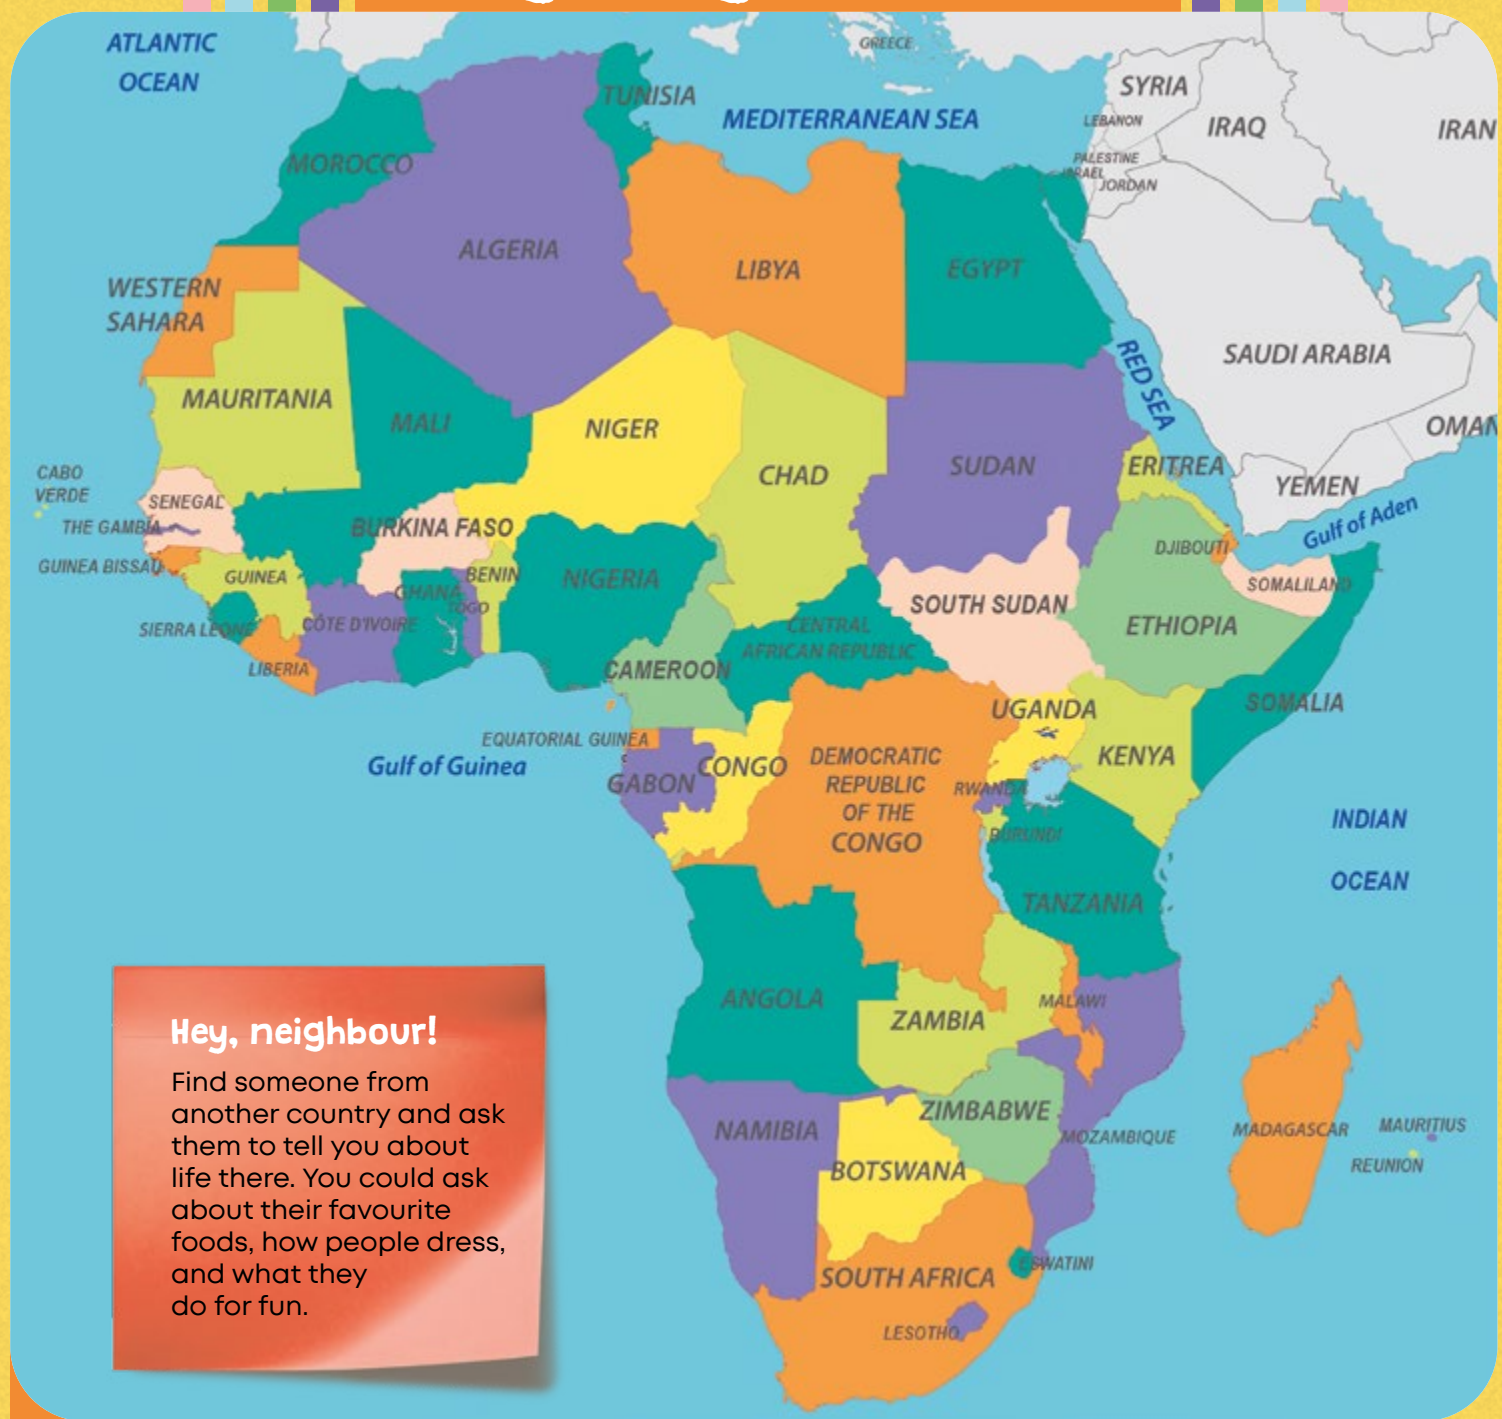 ATLANTIC
OCEAN
GREECE
SYRIA
LEBANON
IRAQ
IRAN
PALESTINE
ISRAEL
JORDAN
TUNISIA
MEDITERRANEAN SEA
MOROCCO
ALGERIA
LIBYA
EGYPT
WESTERN
SAHARA
RED SEA
SAUDI ARABIA
OMAN
MAURITANIA
MALI
NIGER
CHAD
SUDAN
ERITREA
YEMEN
Gulf of Aden
CABO
VERDE
SENEGAL
THE GAMBIA
GUINEA BISSAU
BURKINA FASO
GUINEA
BENIN
GHANA
TOGO
NIGERIA
DJIBOUTI
SOMALILAND
SOUTH SUDAN
ETHIOPIA
SIERRA LEONE
CÔTE D'IVOIRE
LIBERIA
CENTRAL
AFRICAN REPUBLIC
CAMEROON
SOMALIA
UGANDA
KENYA
EQUATORIAL GUINEA
Gulf of Guinea
GABON
CONGO
DEMOCRATIC
REPUBLIC
OF THE
CONGO
RWANDA
BURUNDI
INDIAN
OCEAN
TANZANIA
ANGOLA
ZAMBIA
MALAWI
NAMIBIA
ZIMBABWE
MOZAMBIQUE
BOTSWANA
MADAGASCAR
MAURITIUS
REUNION
SOUTH AFRICA
ESWATINI
LESOTHO
Hey, neighbour!
Find someone from
another country and ask
them to tell you about
life there. You could ask
about their favourite
foods, how people dress,
and what they
do for fun.